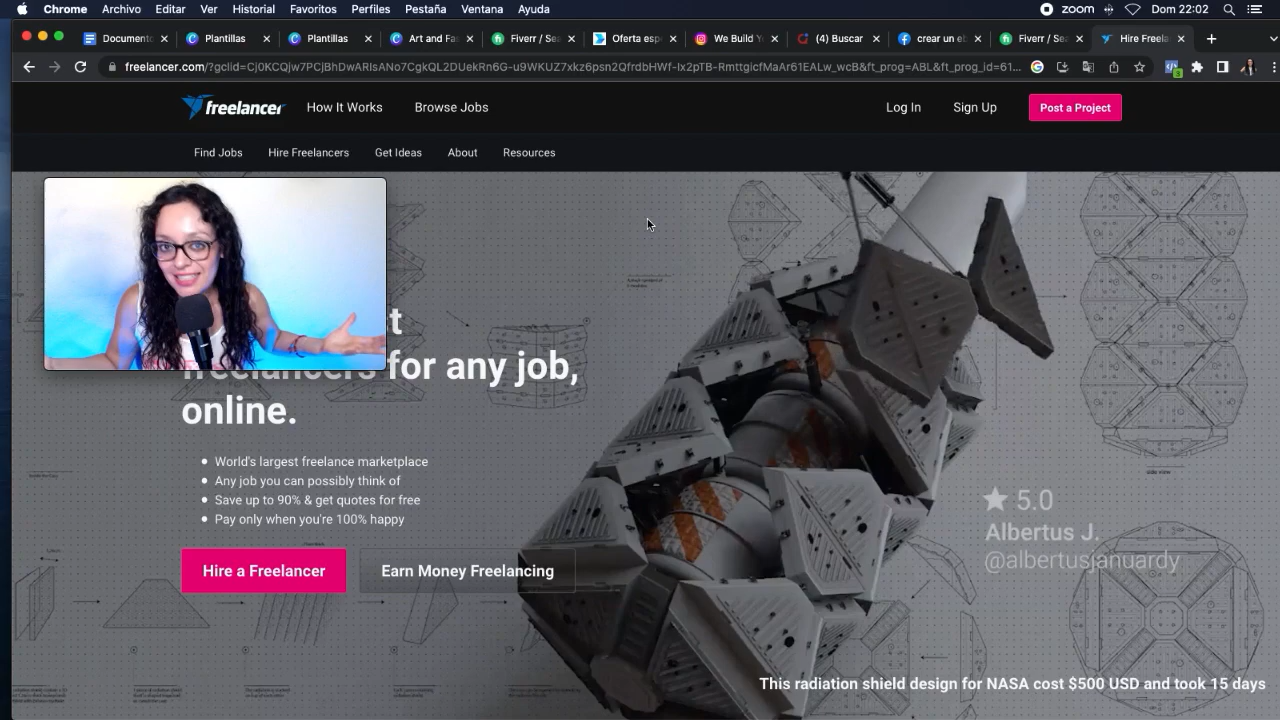 Chrome Archivo Editar Ver Historial Favoritos Perfiles Pestaña Ventana Ayuda zoom Dom 22:02
Document Plantillas Plantillas Art and Fa Fiverr / Sea Oferta esp We Build Y (4) Buscar crear un eb Fiverr / Sea Hire Freela
freelancer.com/?gclid=Cj0KCQjw7PCjBhDwARIsANo7CgkQL2DUekRn6G-u9WKUZ7xkz6psn2QfrdbHWf-Ix2pTB-RmttgicfMaAr61EALw_wcB&ft_prog=ABL&ft_prog_id=61...
freelancer How It Works Browse Jobs Log In Sign Up Post a Project
Find Jobs Hire Freelancers Get Ideas About Resources
freelancers for any job,
online.
World's largest freelance marketplace
Any job you can possibly think of
Save up to 90% & get quotes for free
Pay only when you're 100% happy
Hire a Freelancer Earn Money Freelancing
side view
5.0
Albertus J.
@albertusjanuardy
This radiation shield design for NASA cost $500 USD and took 15 days